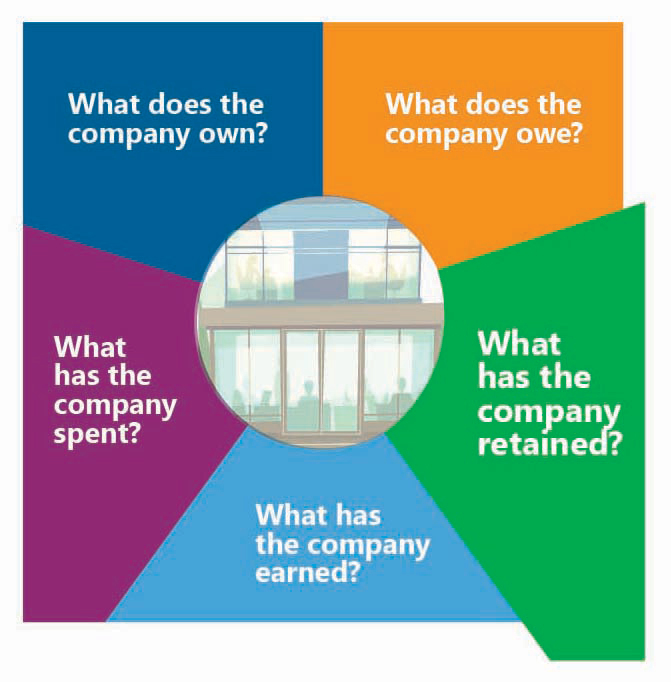 What does the
company own?
What does the
company owe?
What
has the
company
spent?
What
has the
company
retained?
What has
the company
earned?